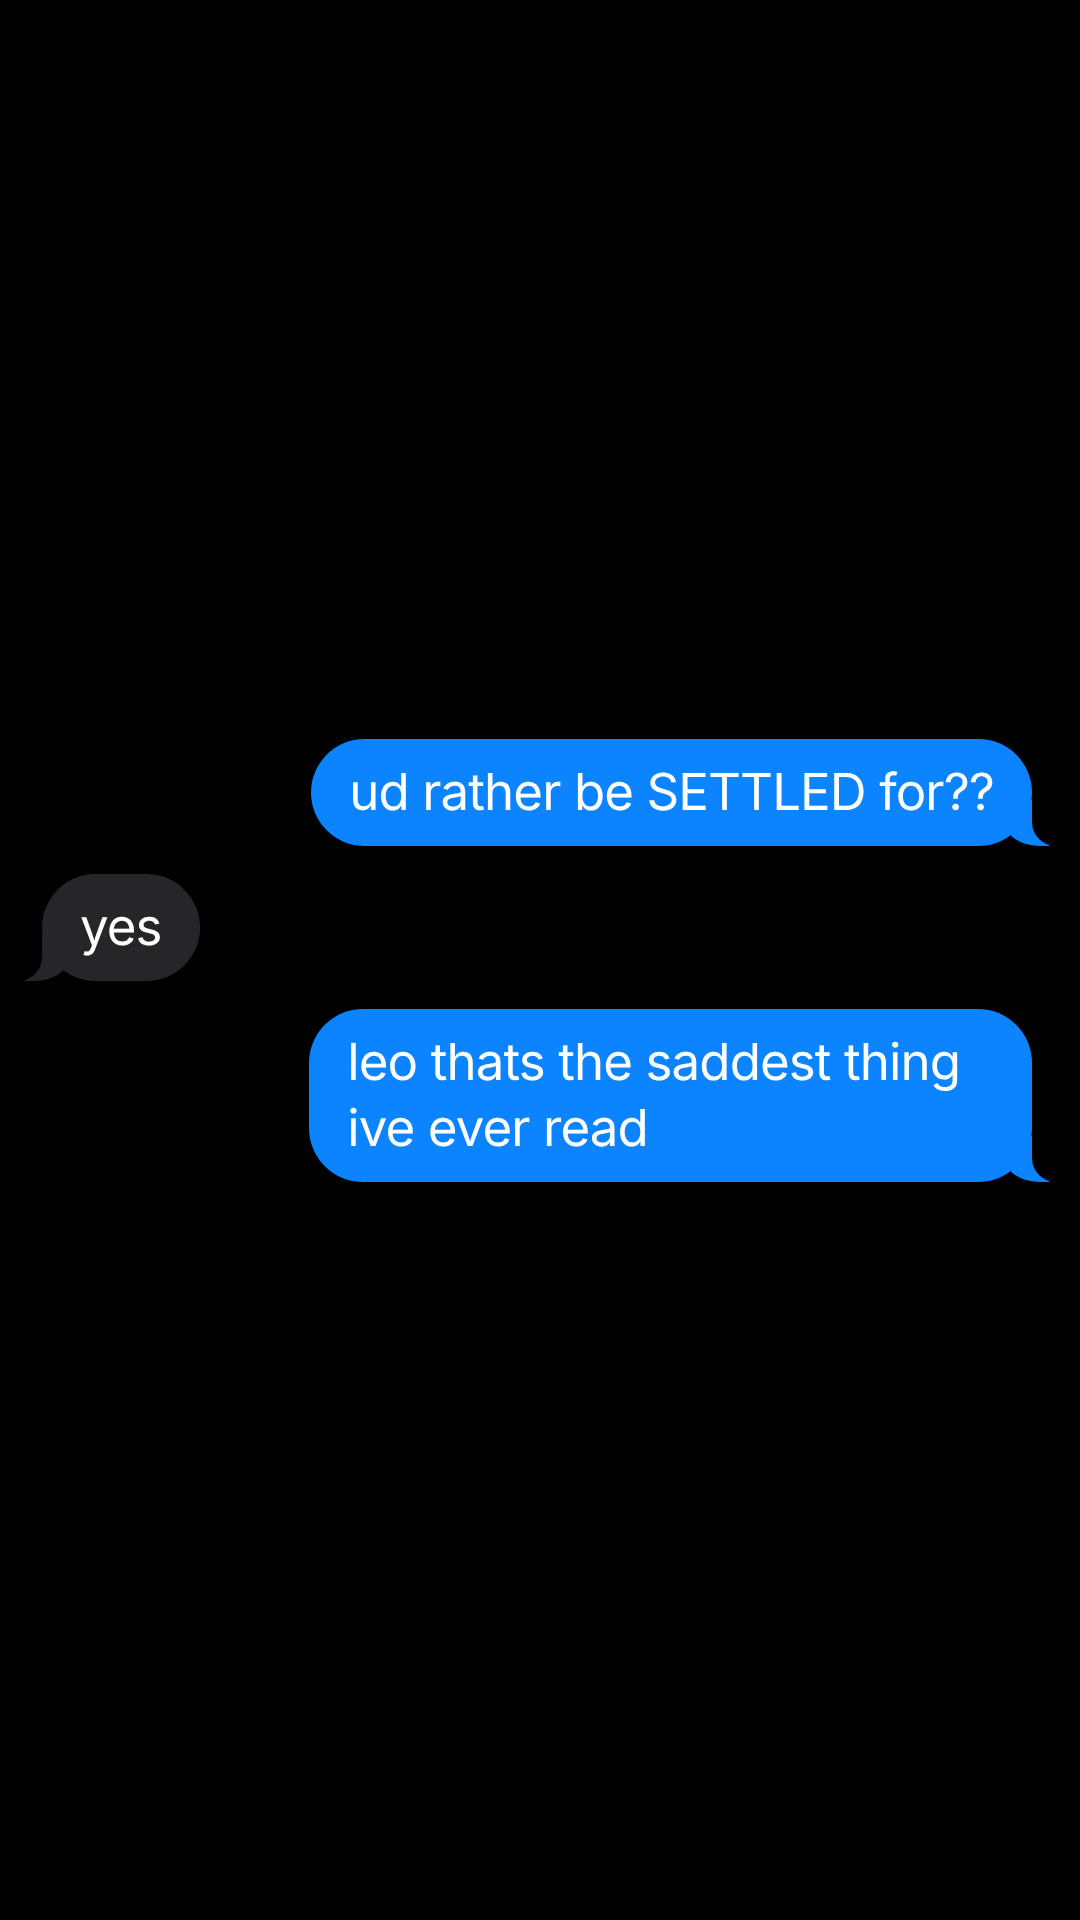 ud rather be SETTLED for??
yes
leo thats the saddest thing
ive ever read